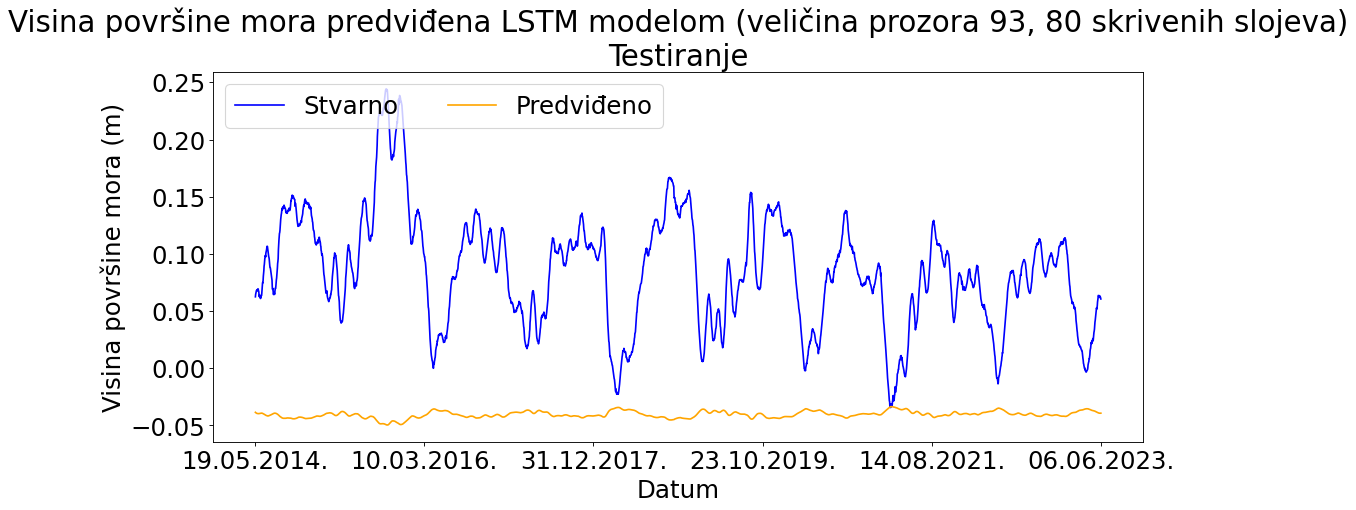 Visina površine mora predviđena LSTM modelom (veličina prozora 93, 80 skrivenih slojeva)
Testiranje
Stvarno Predviđeno
Visina površine mora (m)
0.25
0.20
0.15
0.10
0.05
0.00
−0.05
19.05.2014. 10.03.2016. 31.12.2017. 23.10.2019. 14.08.2021. 06.06.2023.
Datum